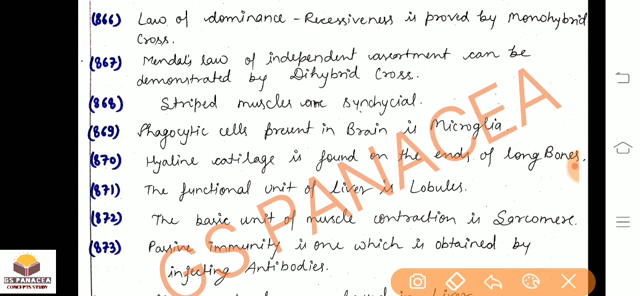 (866) Law of dominance - Recessiveness is proved by Monohybrid
Cross.
(867) Mendel's law of independent assortment can be
demonstrated by Dihybrid Cross.
(868) Striped muscles are synchycial.
(869) Phagocytic cells present in Brain is Microglia.
(870) Hyaline catilage is found on the ends of long Bones.
(871) The functional unit of Liver is Lobules.
(872) The basic unit of muscle contraction is Sarcomere.
(873) Passive immunity is one which is obtained by
injecting Antibodies.
GS PANACEA
GS PANACEA
CONCEPTS STUDY